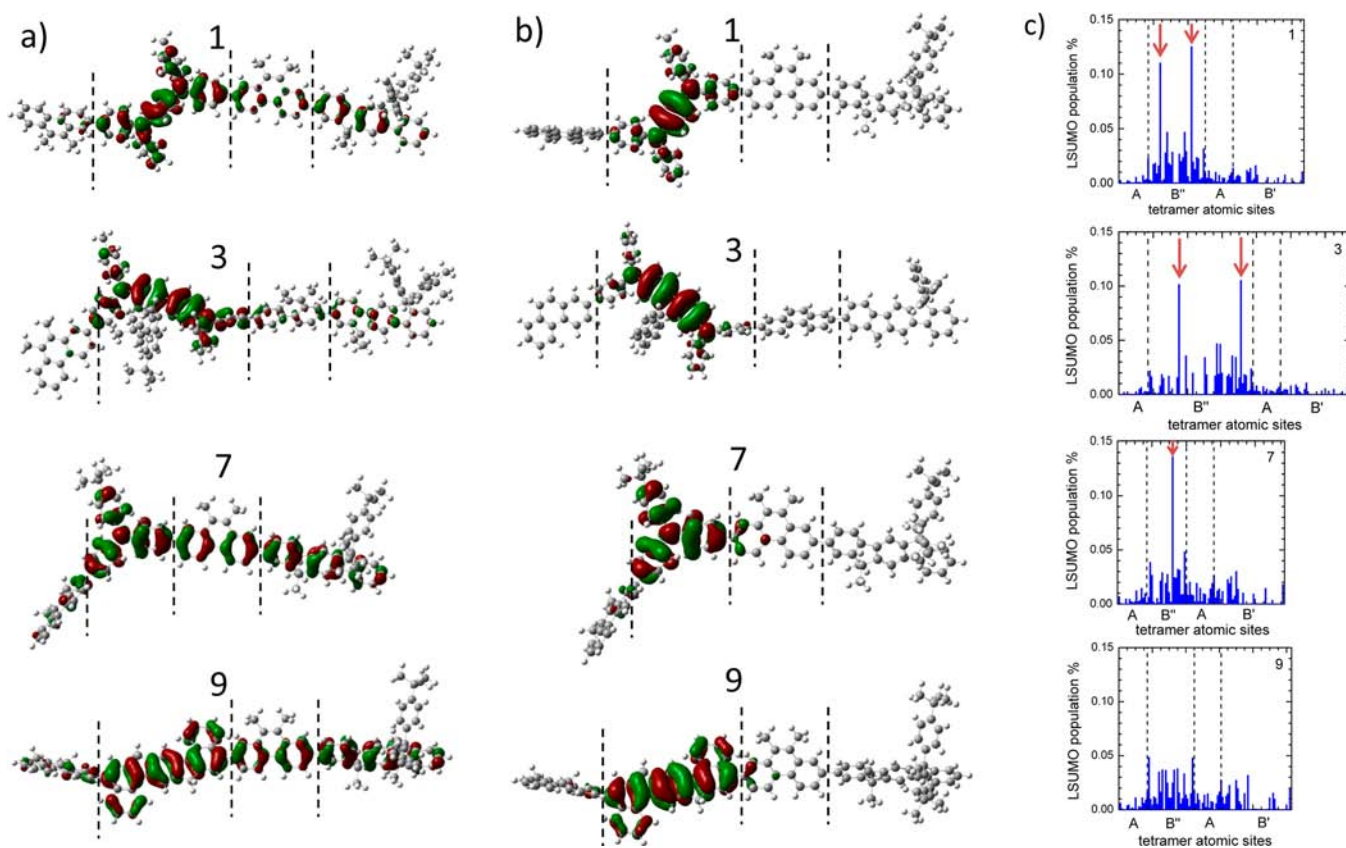 a)
b)
c)
1
3
7
9
1
3
7
9
LSUMO population %
0.15
0.10
0.05
0.00
1
A B" A B'
tetramer atomic sites
LSUMO population %
0.15
0.10
0.05
0.00
3
A B" A B'
tetramer atomic sites
LSUMO population %
0.15
0.10
0.05
0.00
7
A B" A B'
tetramer atomic sites
LSUMO population %
0.15
0.10
0.05
0.00
9
A B" A B'
tetramer atomic sites